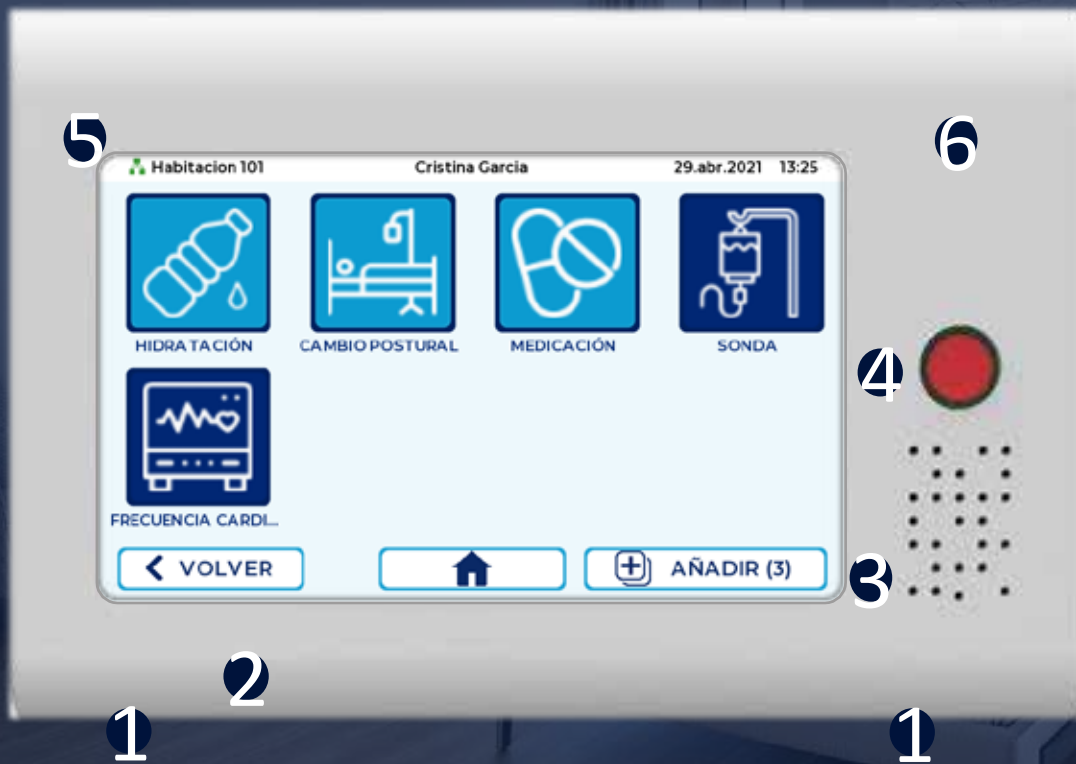 5
6
Habitacion 101 Cristina Garcia 29.abr.2021 13:25
HIDRATACIÓN CAMBIO POSTURAL MEDICACIÓN SONDA
4
FRECUENCIA CARDI...
VOLVER AÑADIR (3)
3
2
1 1